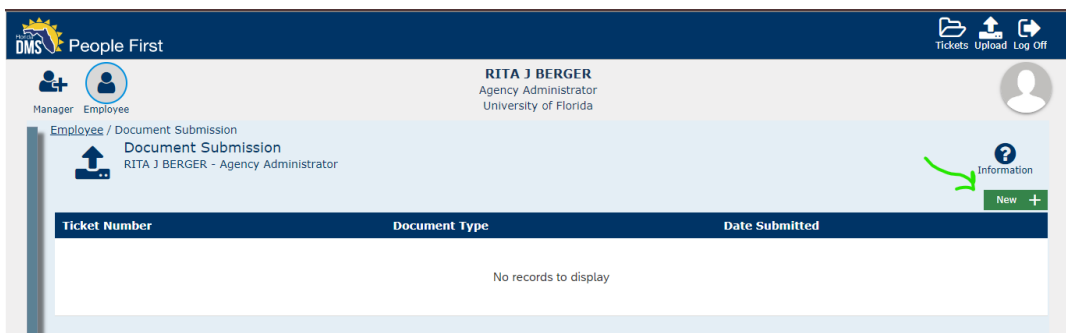 Florida
DMS People First
Tickets Upload Log Off
RITA J BERGER
Agency Administrator
University of Florida
Manager Employee
Employee / Document Submission
Document Submission
RITA J BERGER - Agency Administrator
Information
New +
Ticket Number Document Type Date Submitted
No records to display